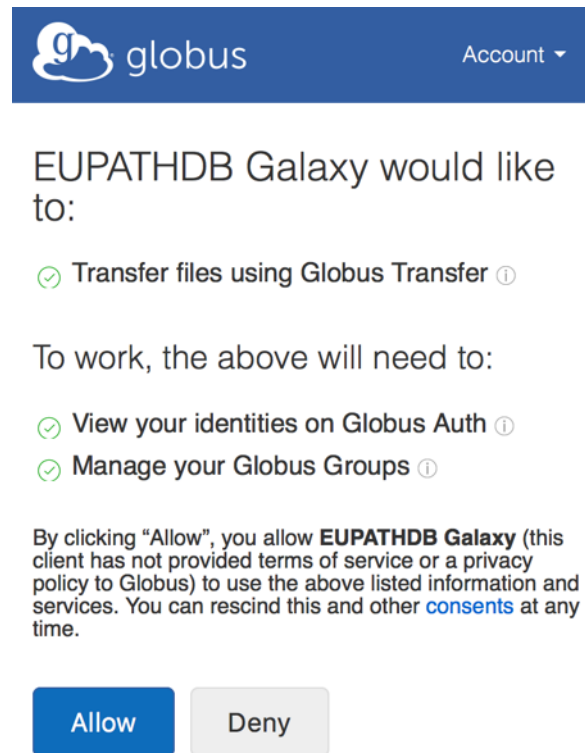 g globus
Account
EUPATHDB Galaxy would like
to:
Transfer files using Globus Transfer
To work, the above will need to:
View your identities on Globus Auth
Manage your Globus Groups
By clicking “Allow”, you allow EUPATHDB Galaxy (this
client has not provided terms of service or a privacy
policy to Globus) to use the above listed information and
services. You can rescind this and other consents at any
time.
Allow
Deny